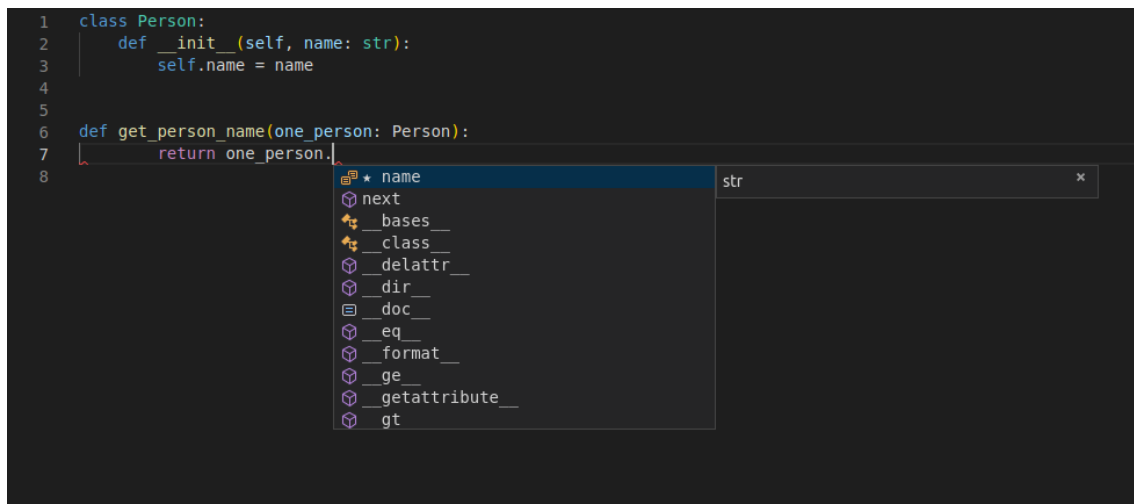 1 class Person:
2 def __init__(self, name: str):
3 self.name = name
4
5
6 def get_person_name(one_person: Person):
7 return one_person.
8
★ name
str ×
next
__bases__
__class__
__delattr__
__dir__
__doc__
__eq__
__format__
__ge__
__getattribute__
__gt__